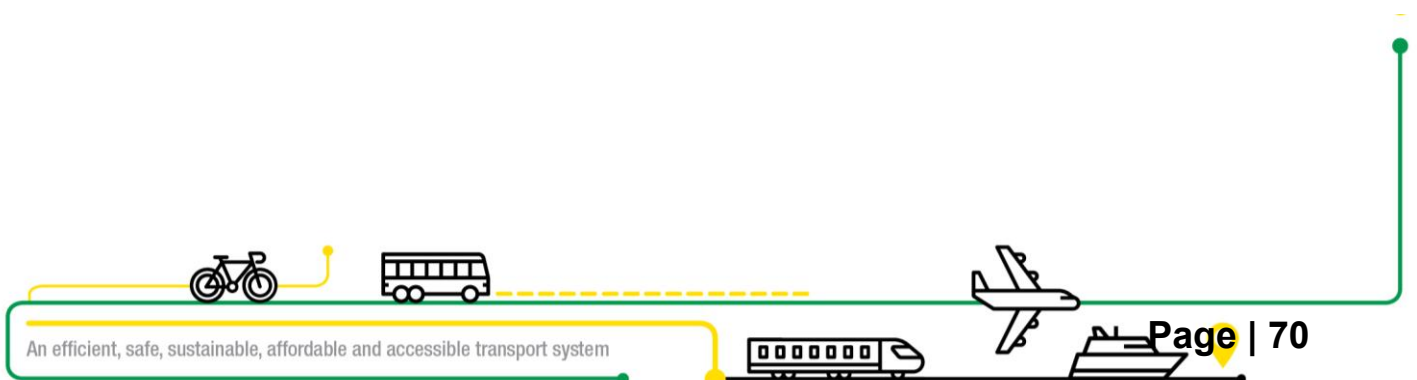 An efficient, safe, sustainable, affordable and accessible transport system
Page | 70